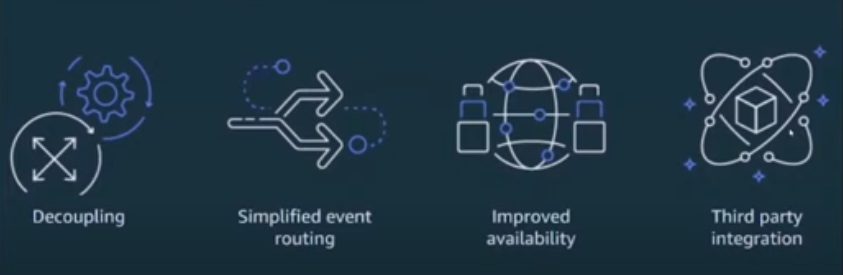 Decoupling
Simplified event
routing
Improved
availability
Third party
integration